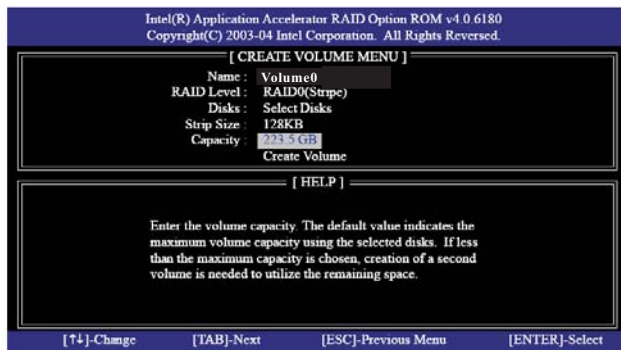 Intel(R) Application Accelerator RAID Option ROM v4.0.6180
Copyright(C) 2003-04 Intel Corporation. All Rights Reversed.
[ CREATE VOLUME MENU ]
Name : Volume0
RAID Level : RAID0(Stripe)
Disks : Select Disks
Strip Size : 128KB
Capacity : 223.5 GB
Create Volume
[ HELP ]
Enter the volume capacity. The default value indicates the
maximum volume capacity using the selected disks. If less
than the maximum capacity is chosen, creation of a second
volume is needed to utilize the remaining space.
[↑↓]-Change [TAB]-Next [ESC]-Previous Menu [ENTER]-Select